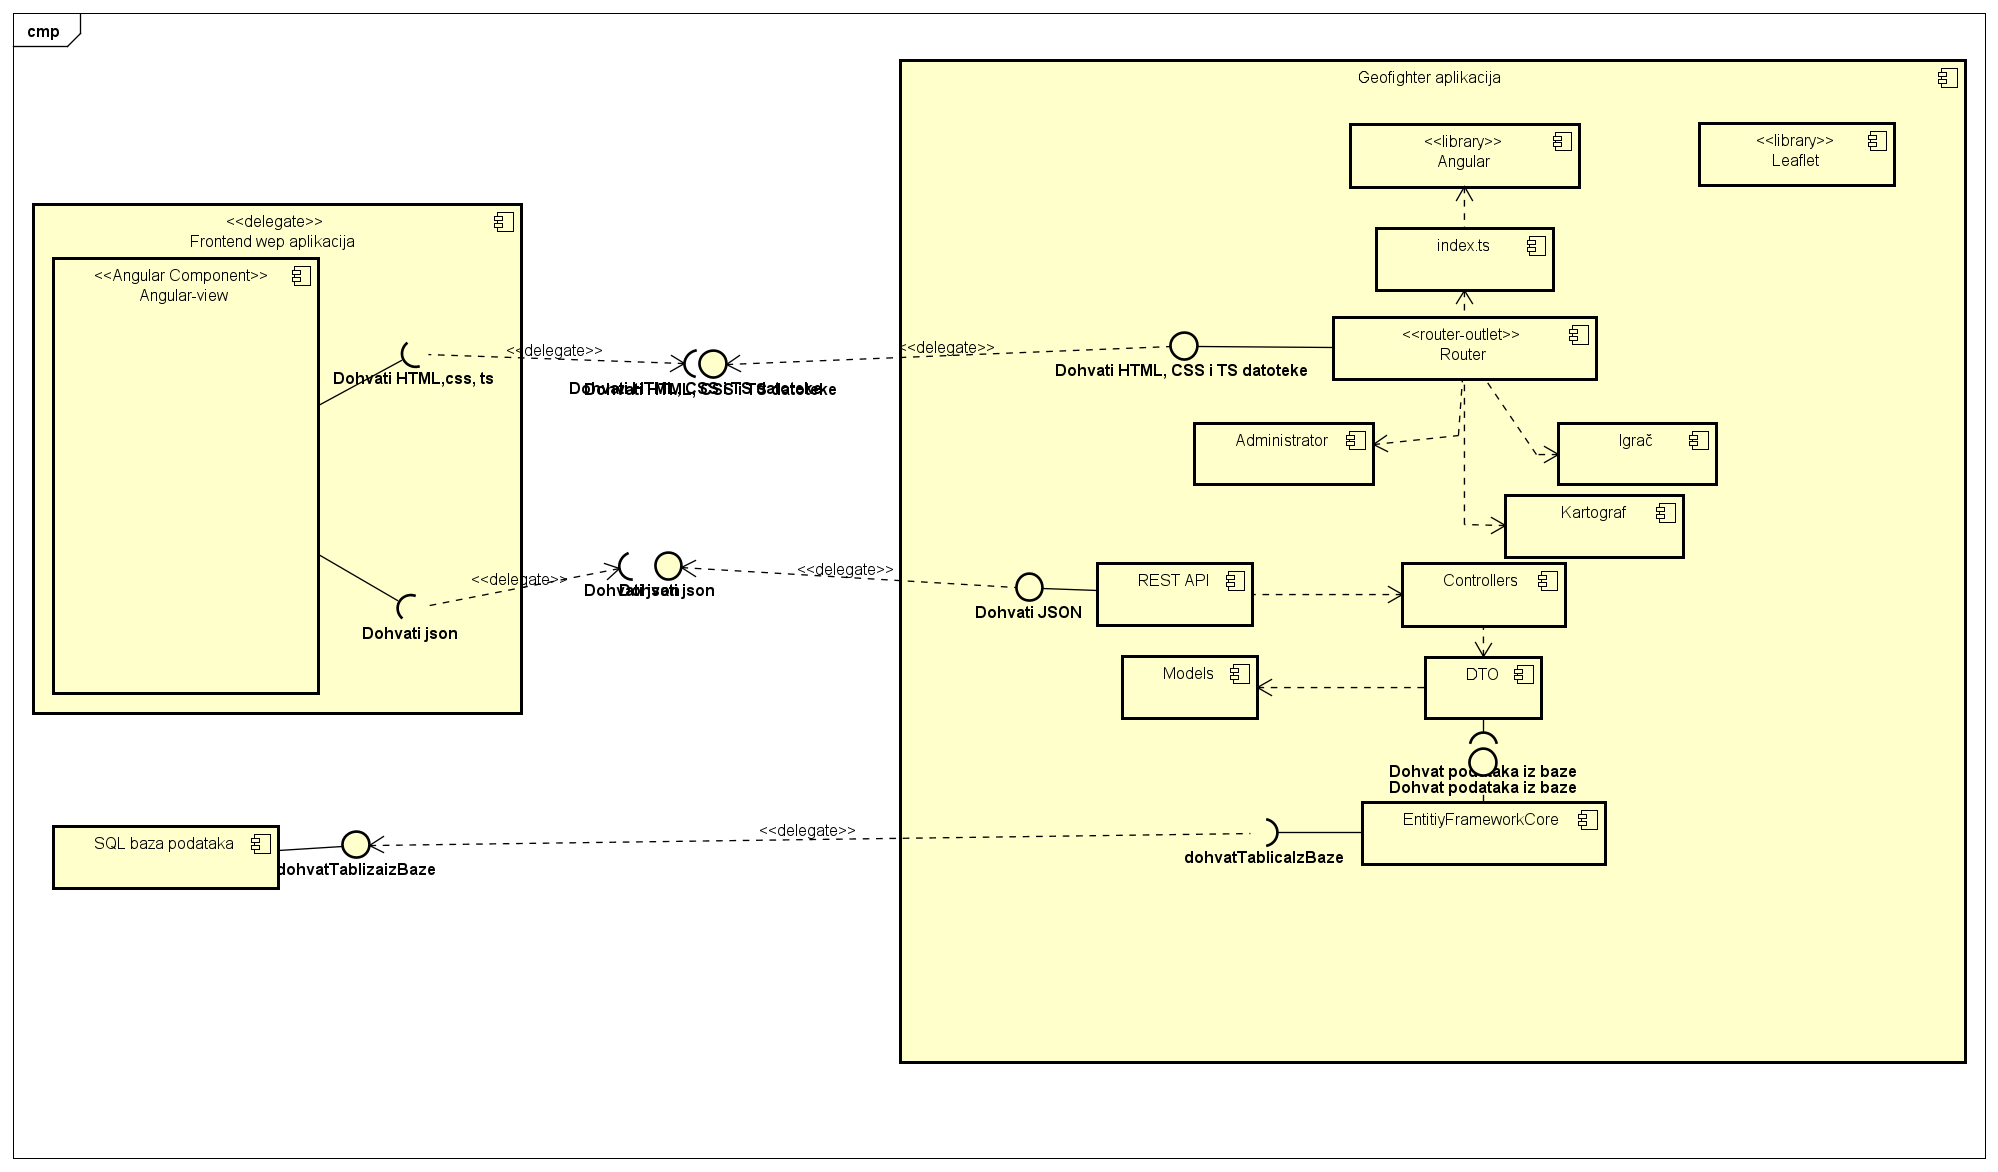 cmp
Geofighter aplikacija
<<library>>
Angular
<<library>>
Leaflet
<<delegate>>
Frontend wep aplikacija
index.ts
<<Angular Component>>
Angular-view
<<router-outlet>>
Router
<<delegate>>
<<delegate>>
Dohvati HTML,css, ts
Dohvati HTML, CSS i TS datoteke
Dohvati HTML, CSS i TS datoteke
Dohvati HTML, CSS i TS datoteke
Administrator
Igrač
Kartograf
<<delegate>>
<<delegate>>
Dohvati json
Dohvati json
Dohvati json
Dohvati JSON
REST API
Controllers
Models
DTO
Dohvat podataka iz baze
Dohvat podataka iz baze
EntitiyFrameworkCore
<<delegate>>
SQL baza podataka
dohvatTablizaizBaze
dohvatTablicaIzBaze